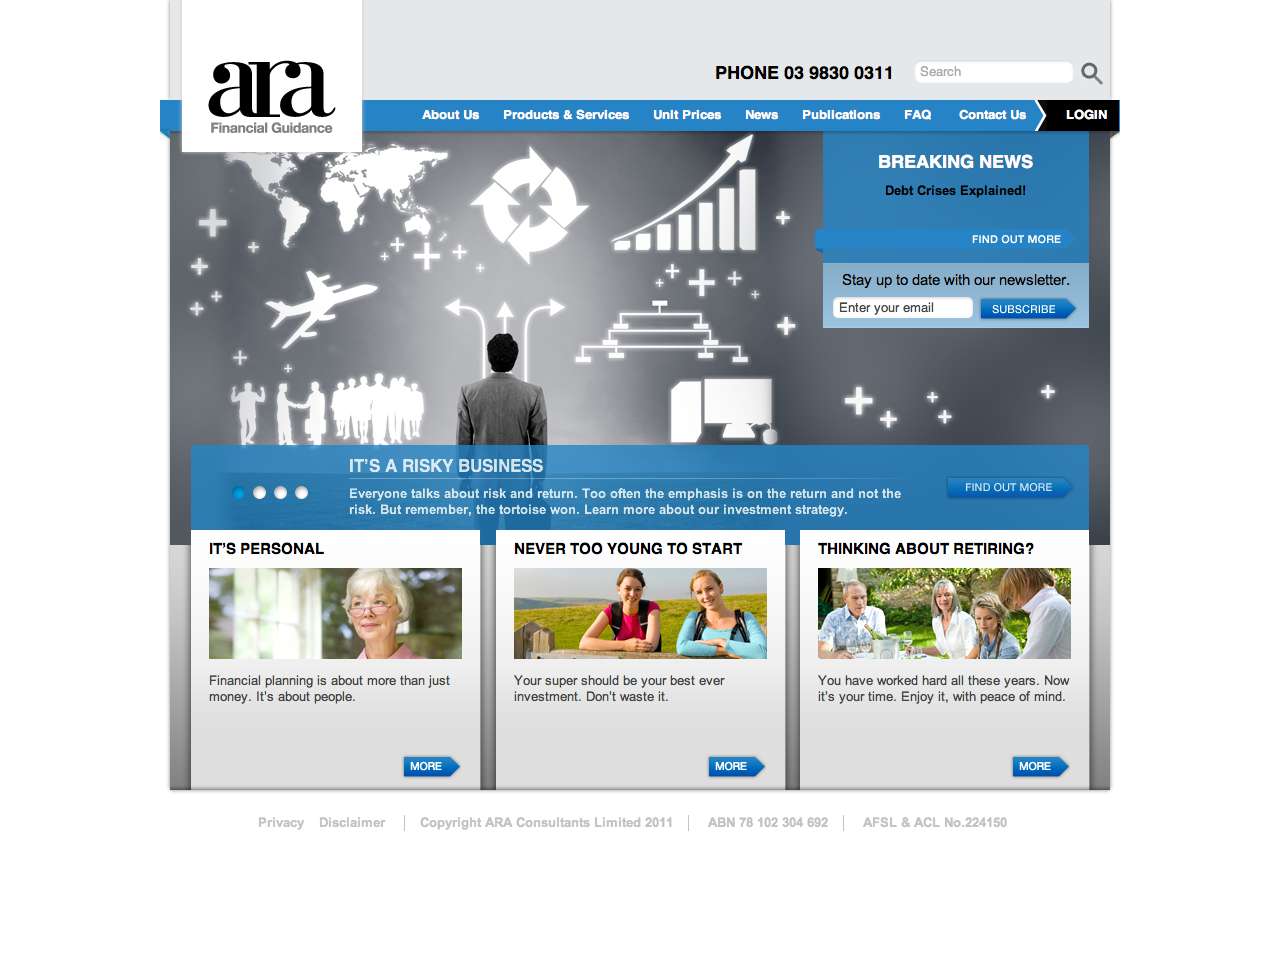 ara
Financial Guidance
PHONE 03 9830 0311
Search
About Us
Products & Services
Unit Prices
News
Publications
FAQ
Contact Us
LOGIN
BREAKING NEWS
Debt Crises Explained!
FIND OUT MORE
Stay up to date with our newsletter.
Enter your email
SUBSCRIBE
IT’S A RISKY BUSINESS
Everyone talks about risk and return. Too often the emphasis is on the return and not the
risk. But remember, the tortoise won. Learn more about our investment strategy.
FIND OUT MORE
IT’S PERSONAL
Financial planning is about more than just
money. It’s about people.
MORE
NEVER TOO YOUNG TO START
Your super should be your best ever
investment. Don’t waste it.
MORE
THINKING ABOUT RETIRING?
You have worked hard all these years. Now
it’s your time. Enjoy it, with peace of mind.
MORE
Privacy
Disclaimer
Copyright ARA Consultants Limited 2011
ABN 78 102 304 692
AFSL & ACL No.224150